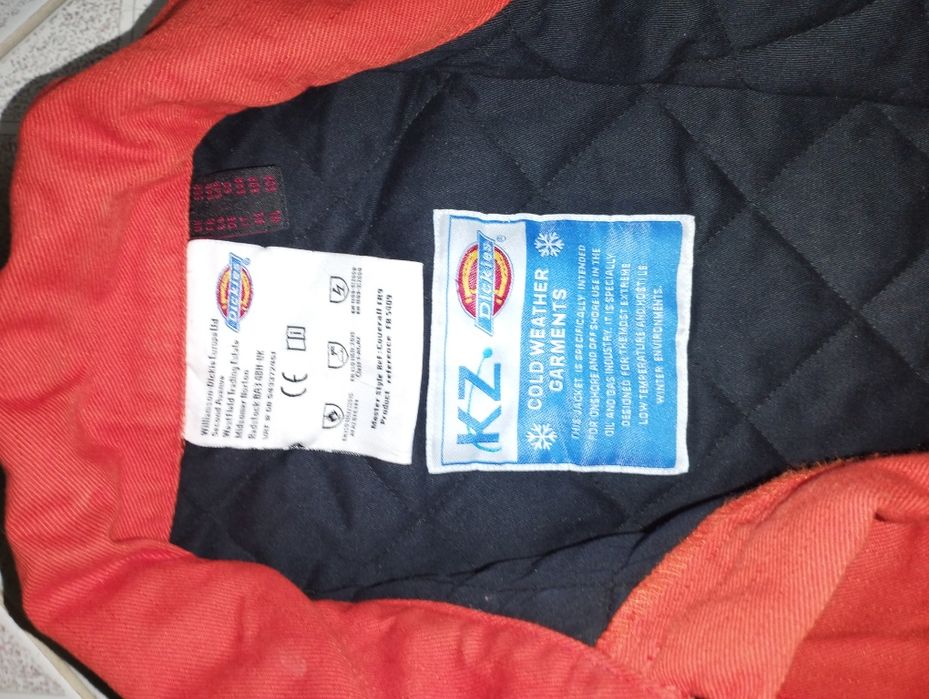 Dickies
Williamson-Dickie Europe Ltd
Second Avenue
Westfield Trading Estate
Midsomer Norton
Radstock BA3 4BH UK
CE
Master Style Ref: Coverall FR9
Product reference FR 5409
Dickies®
KZ
COLD WEATHER
GARMENTS
THIS JACKET IS SPECIFICALLY INTENDED
FOR ONSHORE AND OFFSHORE USE IN THE
OIL AND GAS INDUSTRY. IT IS SPECIALLY
DESIGNED FOR THE MOST EXTREME
LOW TEMPERATURE AND HOSTILE
WINTER ENVIRONMENTS.